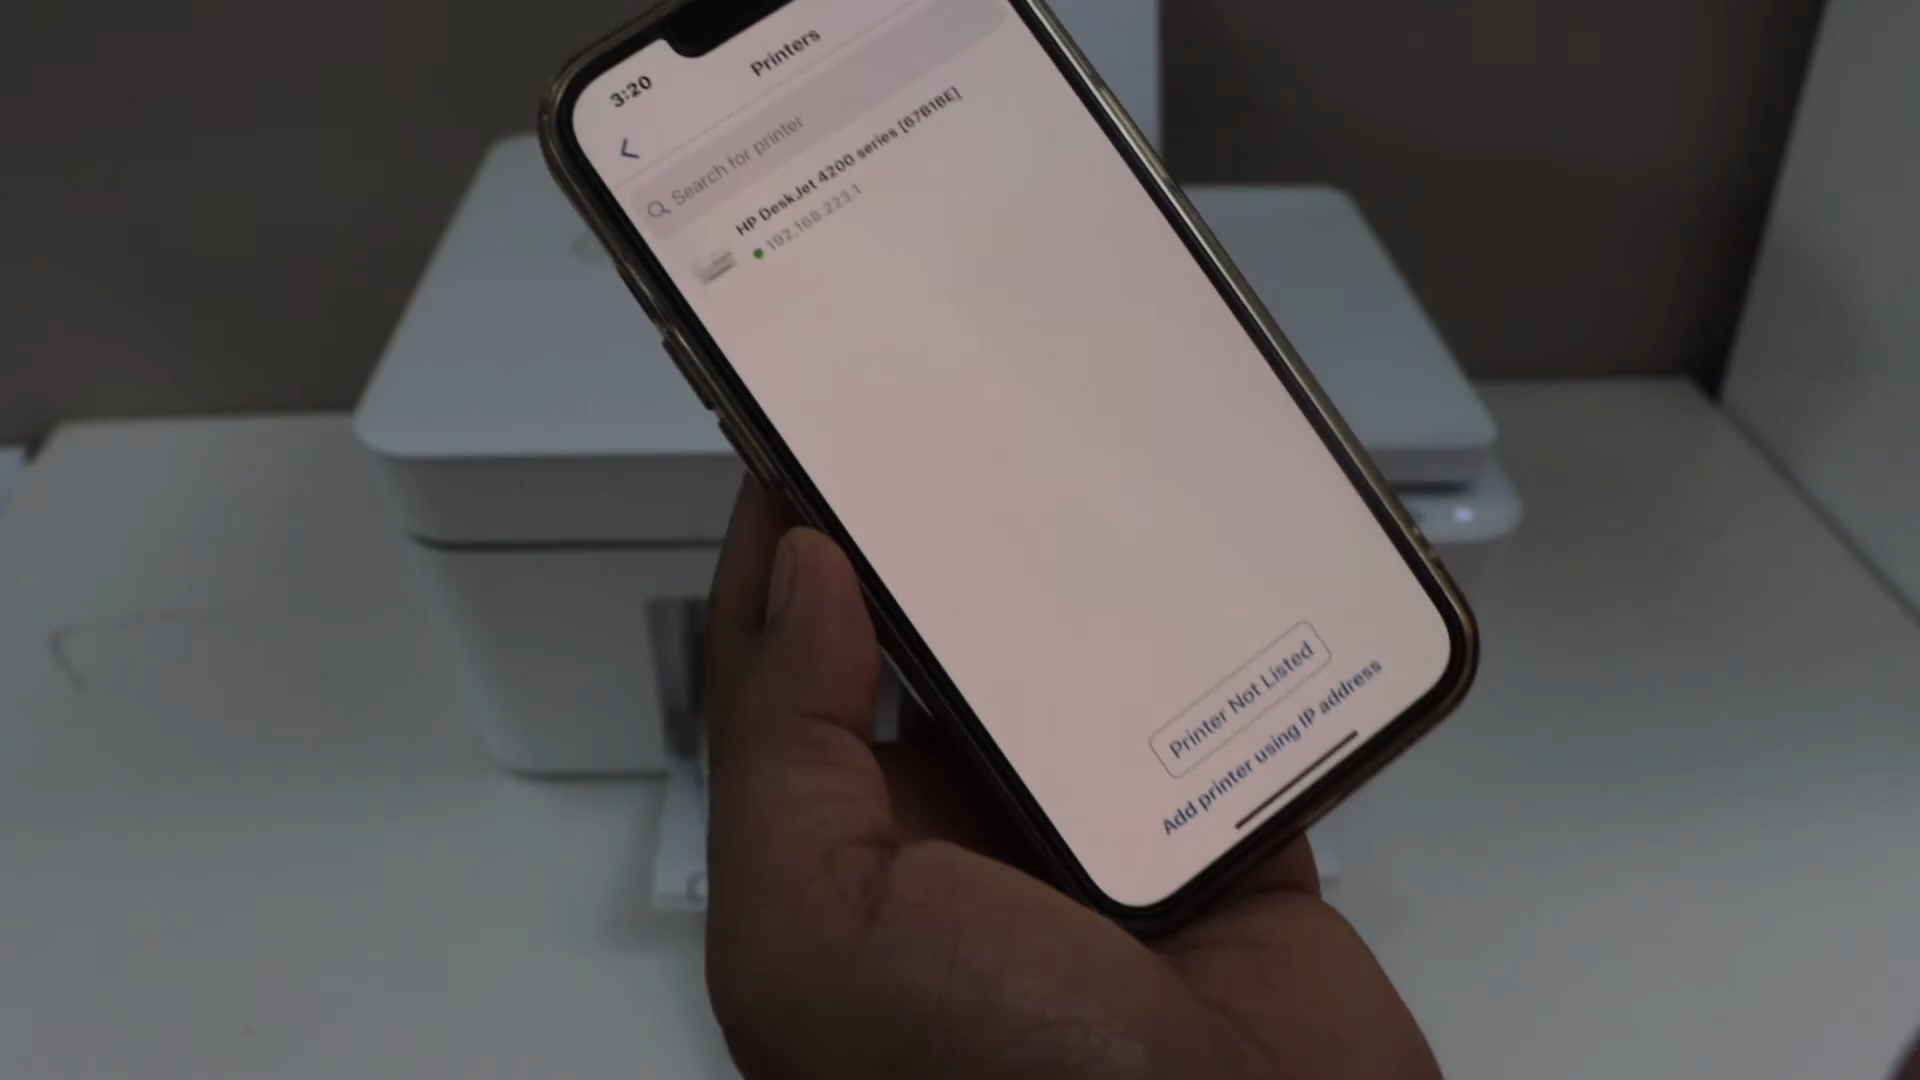 3:20
Printers
Search for printer
HP DeskJet 4200 series [67B1BE]
192.168.223.1
Printer Not Listed
Add printer using IP address